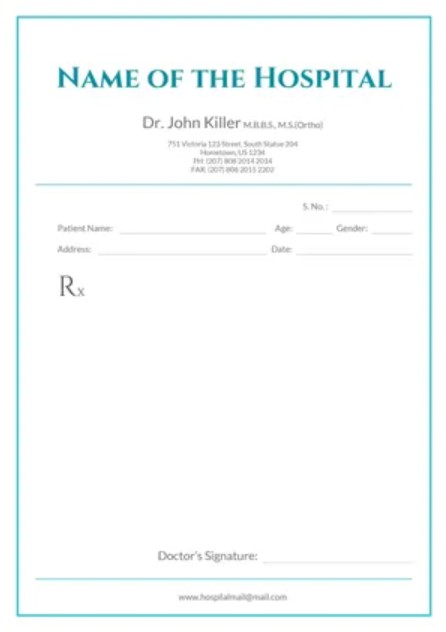 NAME OF THE HOSPITAL
Dr. John Killer M.B.B.S., M.S.(Ortho)
751 Victoria 123 Street, South Statue 204
Hometown, US 1234
PH: (207) 808 2014 2014
FAX: (207) 808 2015 2202
S. No. :
Patient Name:
Age:
Gender:
Address:
Date:
Rx
Doctor's Signature:
www.hospitalmail@mail.com